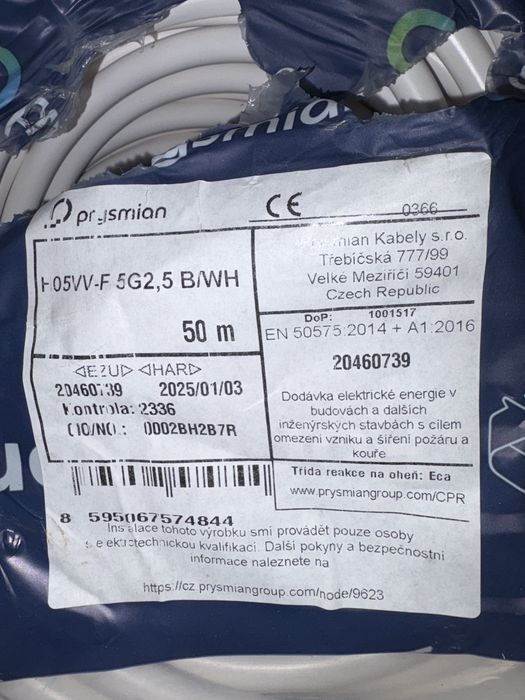 prysmian
CE
0366
H05VV-F 5G2,5 B/WH
50 m
Kabely s.r.o.
Třebíčská 777/99
Velké Meziříčí 59401
Czech Republic
DoP: 1001517
EN 50575:2014 + A1:2016
20460739
◁EZU▷ ◁HAR▷
20460739 2025/01/03
Kontrola: 2336
0002BH2B7R
Dodávka elektrické energie v
budovách a dalších
inženýrských stavbách s cílem
omezení vzniku a šíření požáru a
kouře
Třída reakce na oheň: Eca
www.prysmiangroup.com/CPR
8 595067574844
Instalace tohoto výrobku smí provádět pouze osoby
s elektrotechnickou kvalifikací. Další pokyny a bezpečnostní
informace naleznete na
https://cz.prysmiangroup.com/node/9623